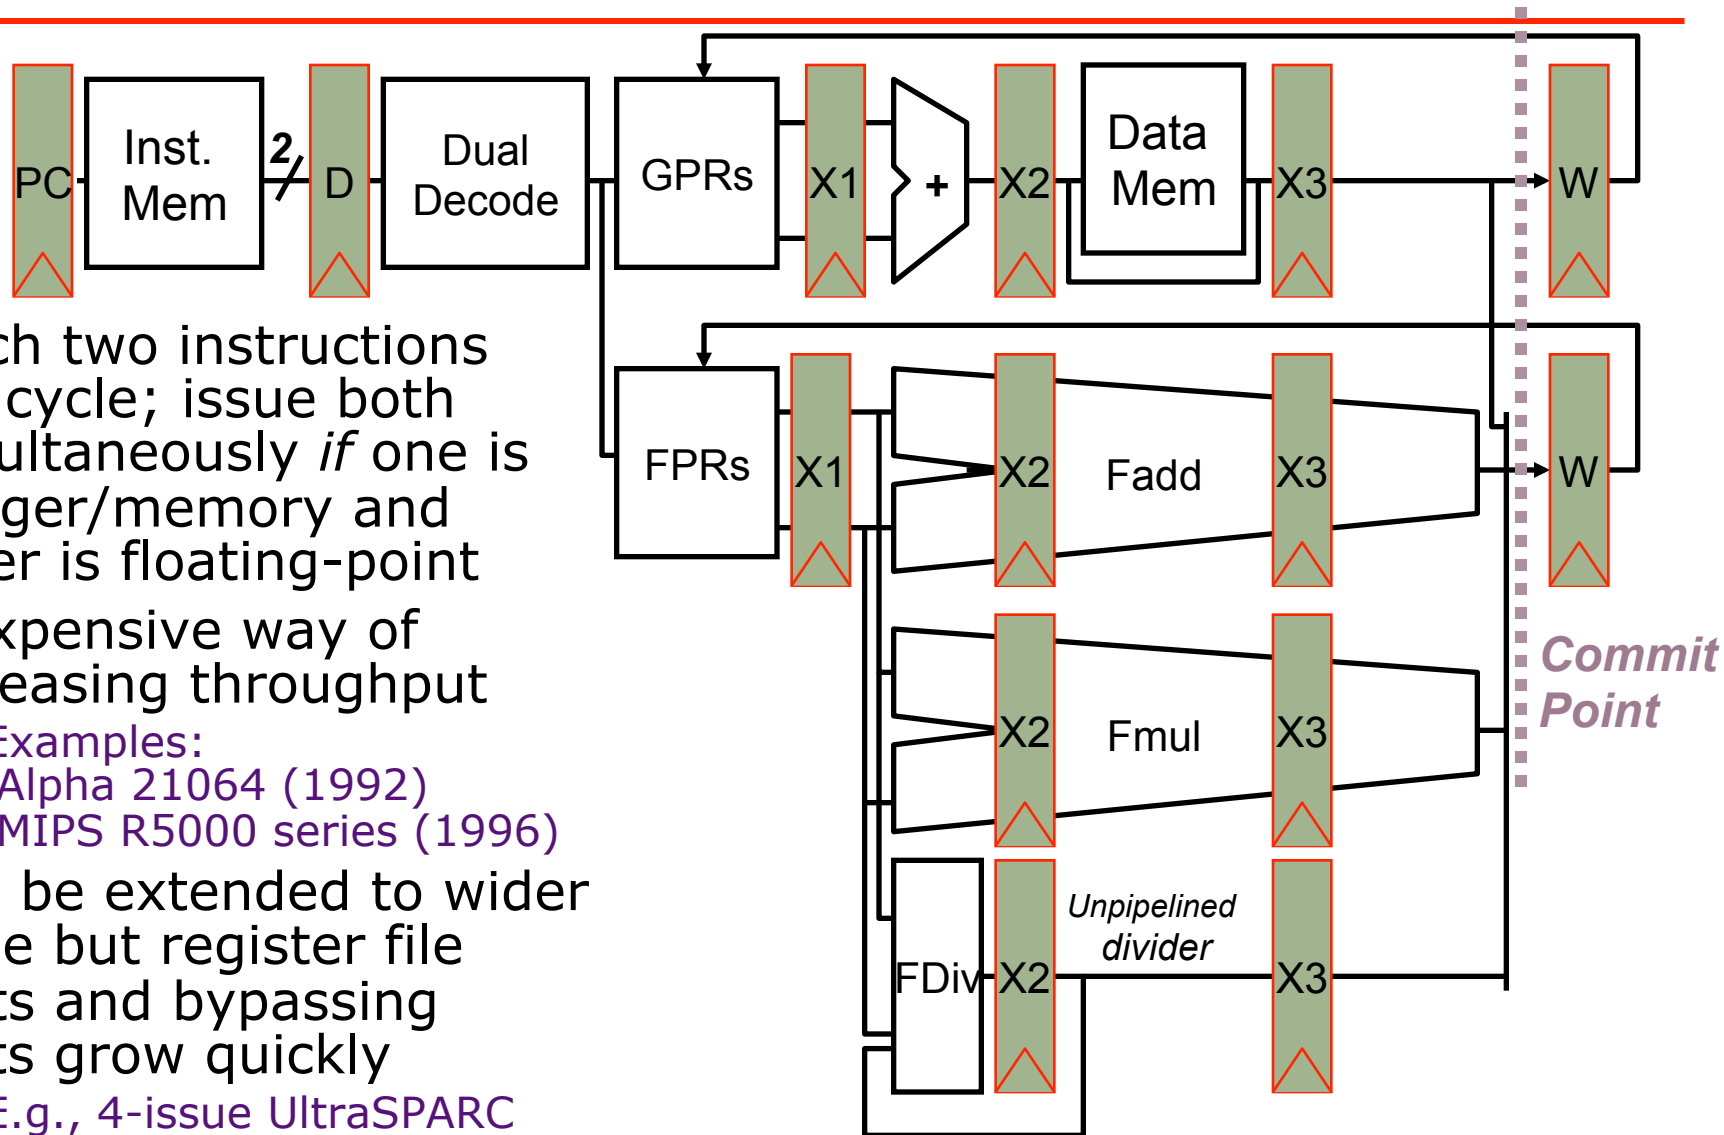 PC
Inst.
Mem
2
D
Dual
Decode
GPRs
X1
+
X2
Data
Mem
X3
W
ch two instructions
cycle; issue both
ultaneously if one is
ger/memory and
er is floating-point
FPRs
X1
X2
Fadd
X3
W
xpensive way of
easing throughput
Examples:
Alpha 21064 (1992)
MIPS R5000 series (1996)
X2
Fmul
X3
Commit
Point
be extended to wider
e but register file
ts and bypassing
ts grow quickly
E.g., 4-issue UltraSPARC
FDiv
X2
Unpipelined
divider
X3